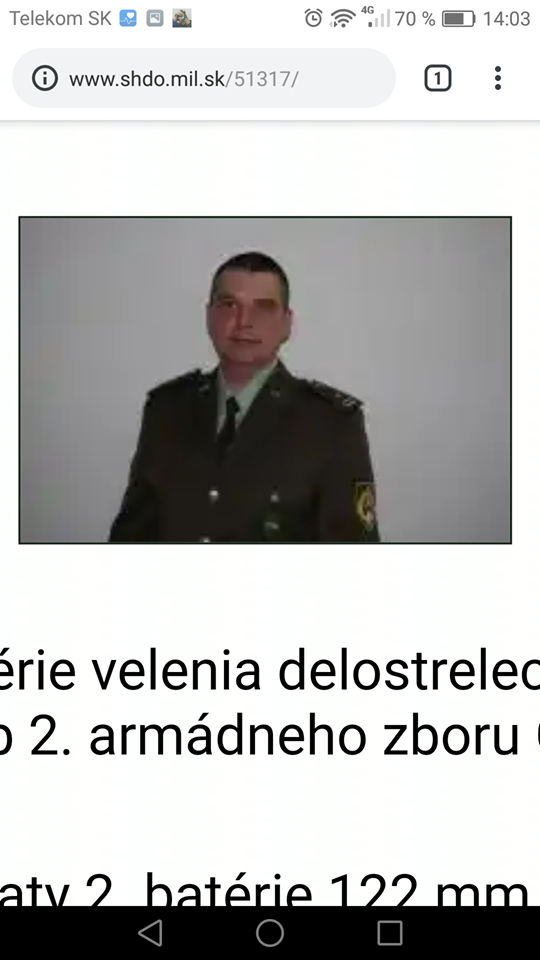 Telekom SK 4G 70 % 14:03
www.shdo.mil.sk/51317/ 1
érie velenia delostrelec
2. armádneho zboru
aty 2. batérie 122 mm